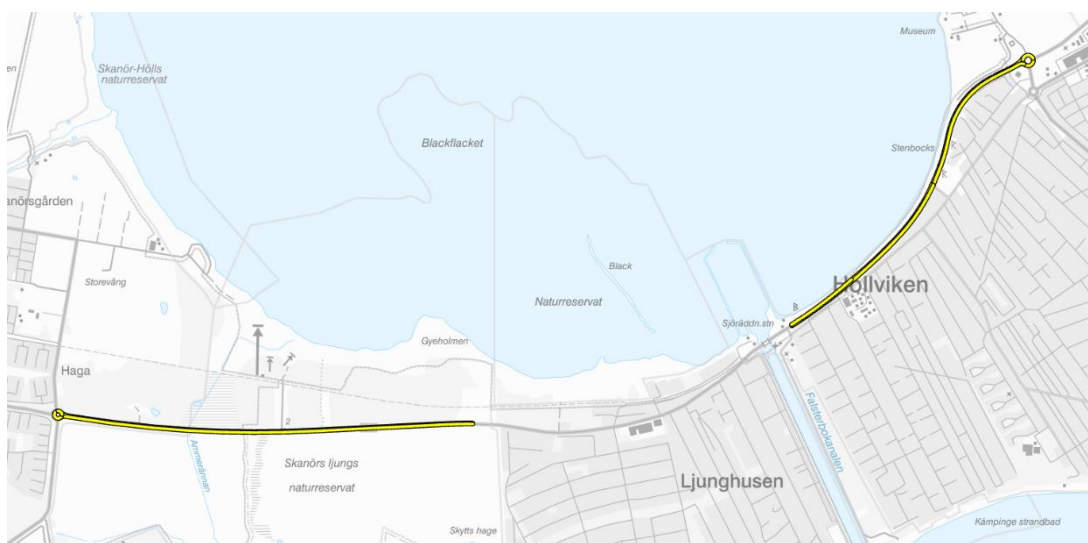 Museum
Skanör-Hölls
naturreservat
Blackflacket
Stenbocks
anörsgården
Black
Höllviken
Storevång
Naturreservat
Sjöräddn.stn
Gyeholmen
Haga
2
Falsterbokanalen
Ammerännan
Skanörs ljungs
naturreservat
Ljunghusen
Skytts hage
Kämpinge strandbad